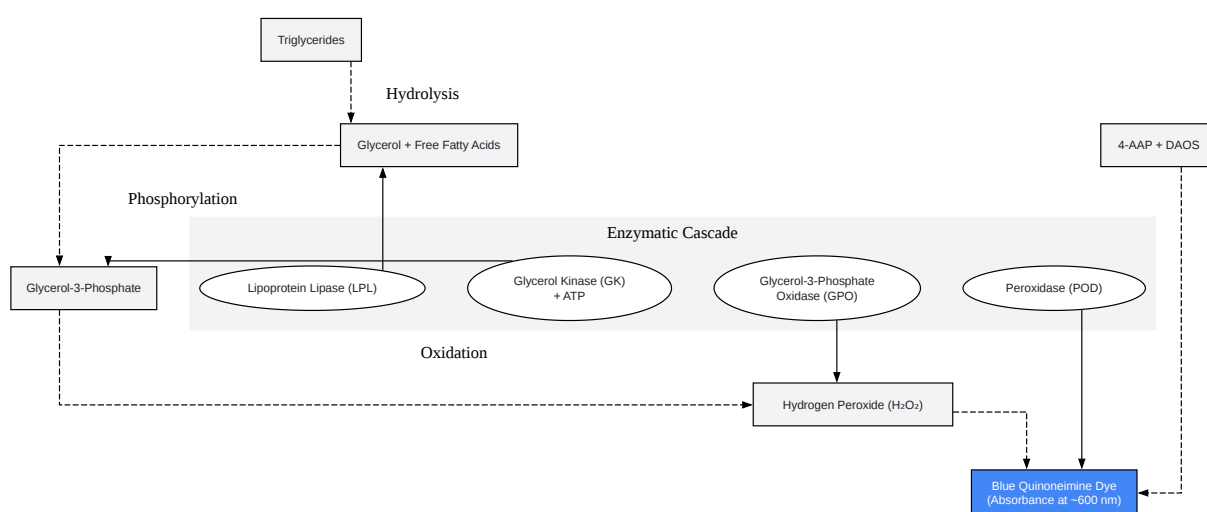 Triglycerides
Hydrolysis
Glycerol + Free Fatty Acids
4-AAP + DAOS
Phosphorylation
Enzymatic Cascade
Glycerol-3-Phosphate
Lipoprotein Lipase (LPL)
Glycerol Kinase (GK)
+ ATP
Glycerol-3-Phosphate
Oxidase (GPO)
Peroxidase (POD)
Oxidation
Hydrogen Peroxide (H₂O₂)
Blue Quinoneimine Dye
(Absorbance at ~600 nm)